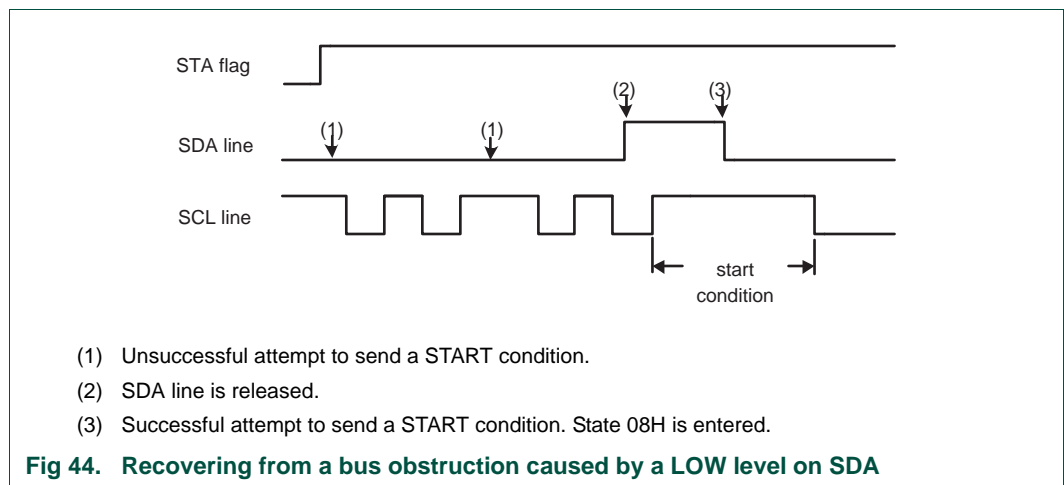 STA flag
(2) (3)
(1) (1)
SDA line
SCL line
start
condition
(1) Unsuccessful attempt to send a START condition.
(2) SDA line is released.
(3) Successful attempt to send a START condition. State 08H is entered.
Fig 44. Recovering from a bus obstruction caused by a LOW level on SDA